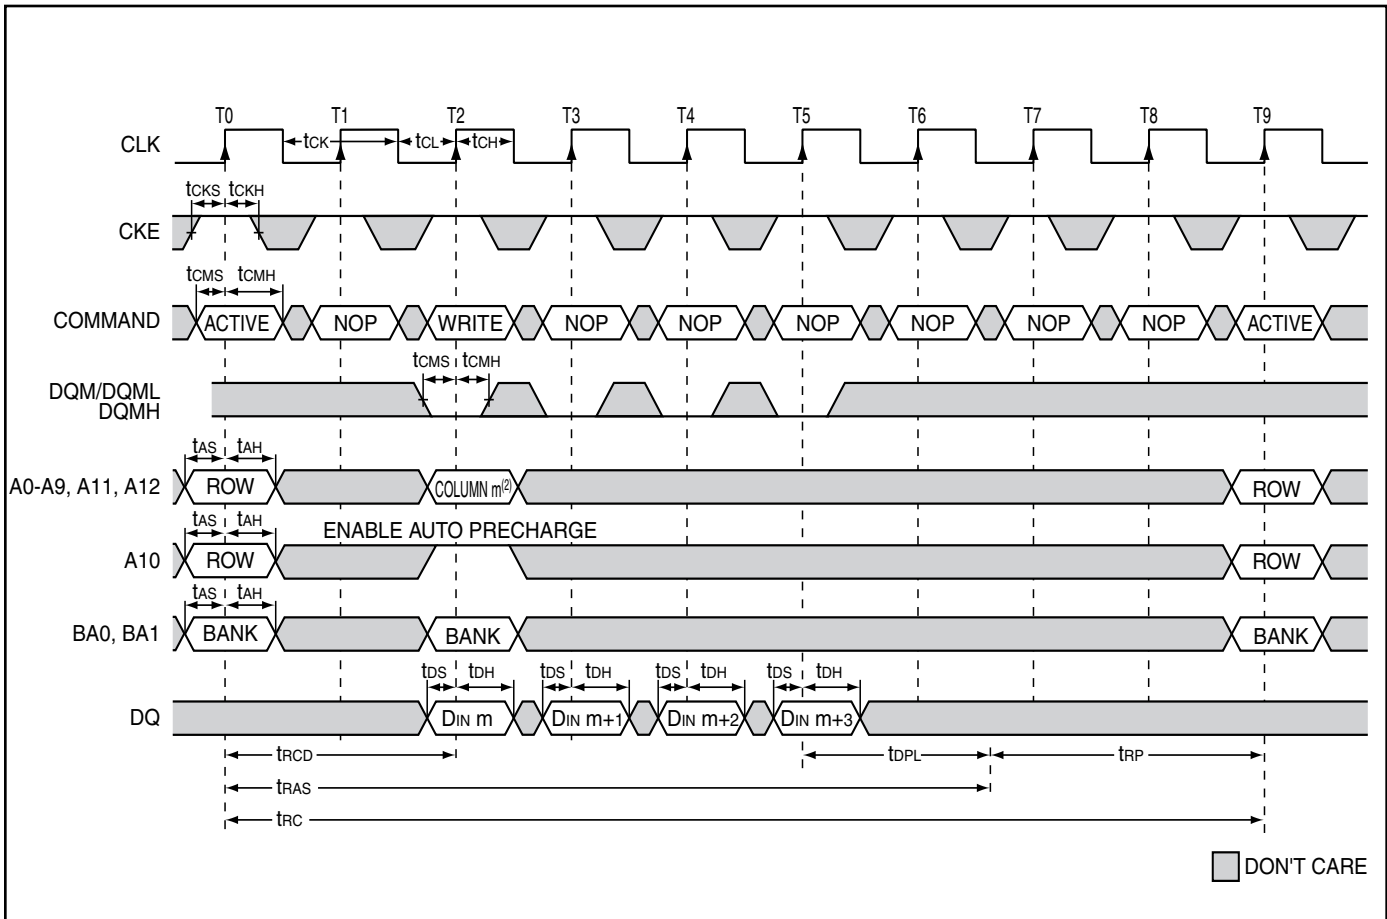 T0 T1 T2 T3 T4 T5 T6 T7 T8 T9
CLK tCK tCL tCH
tCKS tCKH
CKE
tCMS tCMH
COMMAND ACTIVE NOP WRITE NOP NOP NOP NOP NOP NOP ACTIVE
tCMS tCMH
DQM/DQML
DQMH
tAS tAH
A0-A9, A11, A12 ROW COLUMN m(2) ROW
tAS tAH ENABLE AUTO PRECHARGE
A10 ROW ROW
tAS tAH
BA0, BA1 BANK BANK BANK
tDS tDH tDS tDH tDS tDH tDS tDH
DQ DIN m DIN m+1 DIN m+2 DIN m+3
tRCD tDPL tRP
tRAS
tRC
DON'T CARE